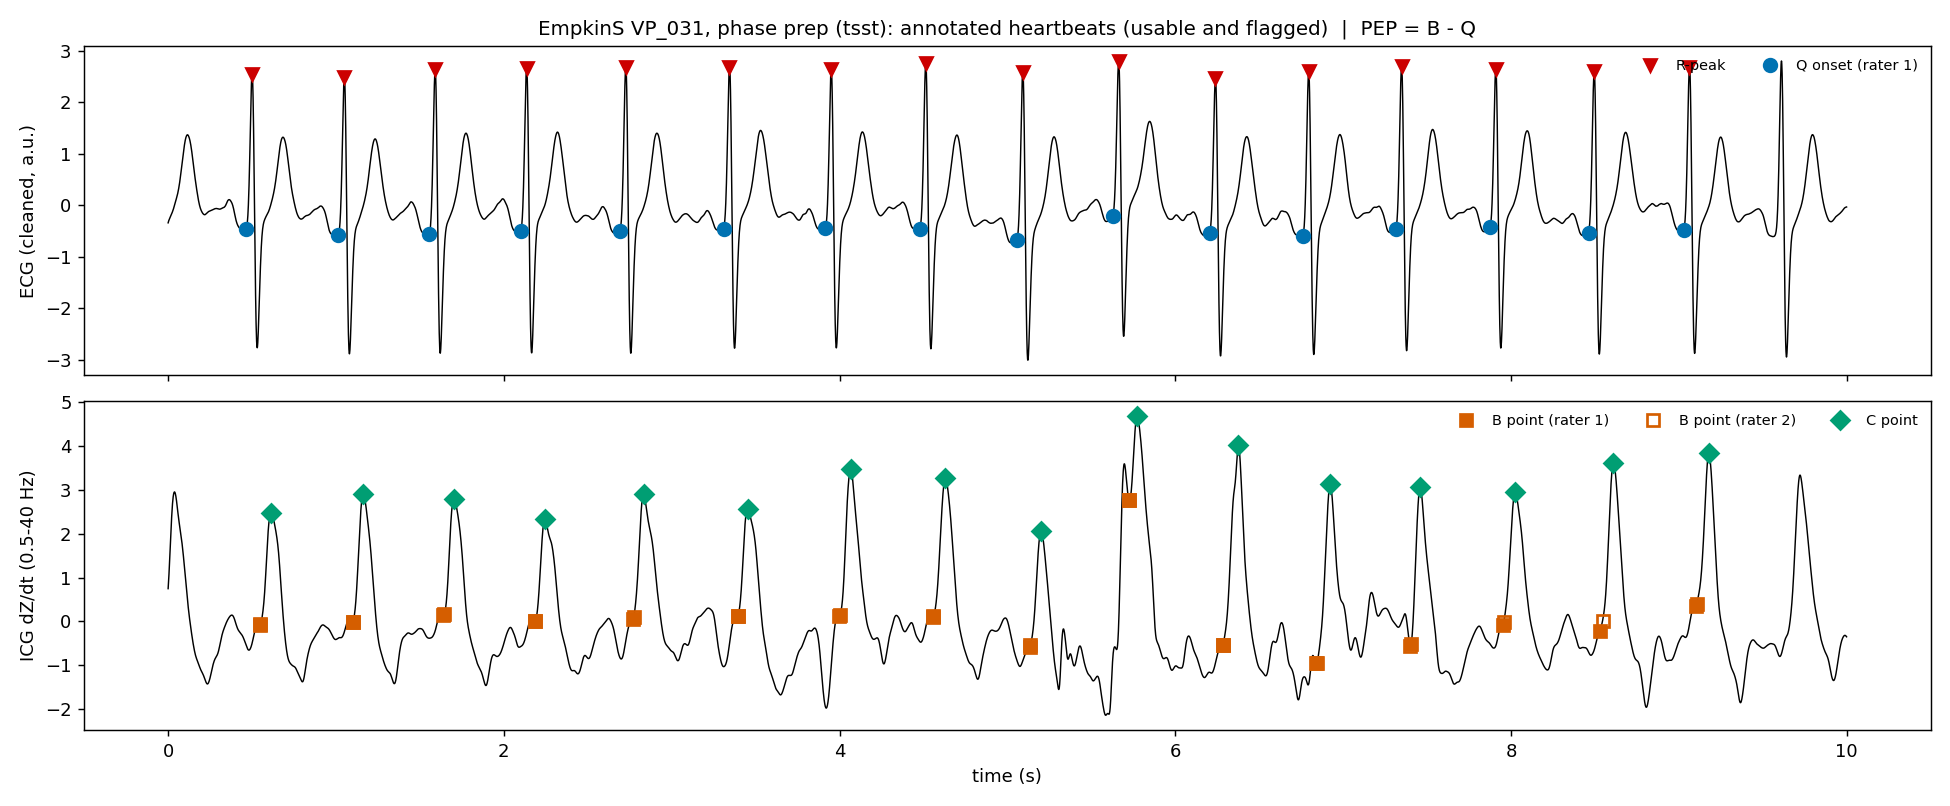 EmpkinS VP_031, phase prep (tsst): annotated heartbeats (usable and flagged) | PEP = B - Q
ECG (cleaned, a.u.)
3
2
1
0
−1
−2
−3
R peak
Q onset (rater 1)
ICG dZ/dt (0.5-40 Hz)
5
4
3
2
1
0
−1
−2
B point (rater 1)
B point (rater 2)
C point
0
2
4
6
8
10
time (s)